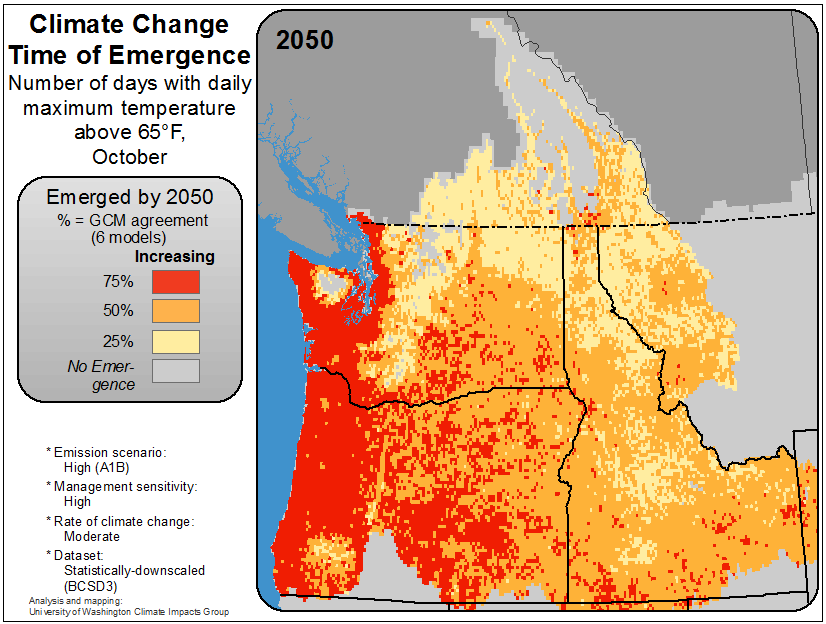 Climate Change
Time of Emergence
Number of days with daily
maximum temperature
above 65°F,
October
Emerged by 2050
% = GCM agreement
(6 models)
Increasing
75%
50%
25%
No Emer-
gence
* Emission scenario:
High (A1B)
* Management sensitivity:
High
* Rate of climate change:
Moderate
* Dataset:
Statistically-downscaled
(BCSD3)
Analysis and mapping:
University of Washington Climate Impacts Group
2050